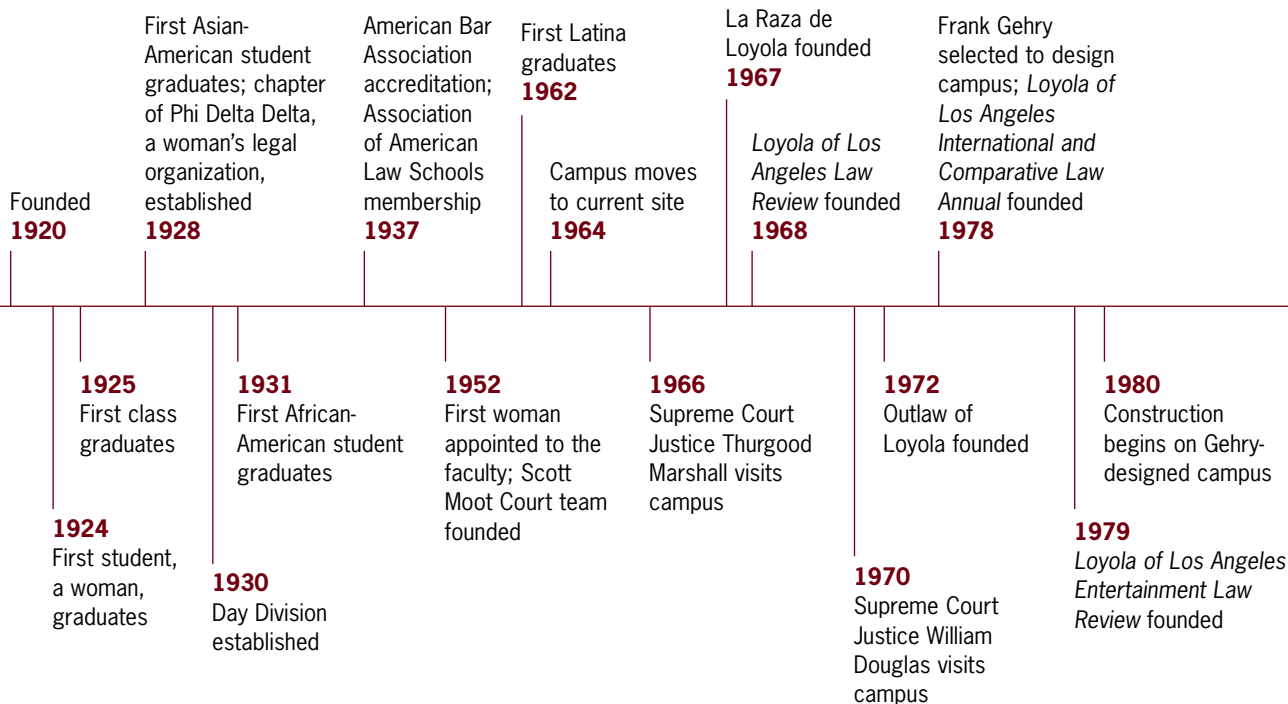 Founded
1920
First Asian-
American student
graduates; chapter
of Phi Delta Delta,
a woman's legal
organization,
established
1928
American Bar
Association
accreditation;
Association
of American
Law Schools
membership
1937
First Latina
graduates
1962
Campus moves
to current site
1964
La Raza de
Loyola founded
1967
Loyola of Los
Angeles Law
Review founded
1968
Frank Gehry
selected to design
campus; Loyola of
Los Angeles
International and
Comparative Law
Annual founded
1978
1924
First student,
a woman,
graduates
1925
First class
graduates
1930
Day Division
established
1931
First African-
American student
graduates
1952
First woman
appointed to the
faculty; Scott
Moot Court team
founded
1966
Supreme Court
Justice Thurgood
Marshall visits
campus
1970
Supreme Court
Justice William
Douglas visits
campus
1972
Outlaw of
Loyola founded
1979
Loyola of Los Angeles
Entertainment Law
Review founded
1980
Construction
begins on Gehry-
designed campus